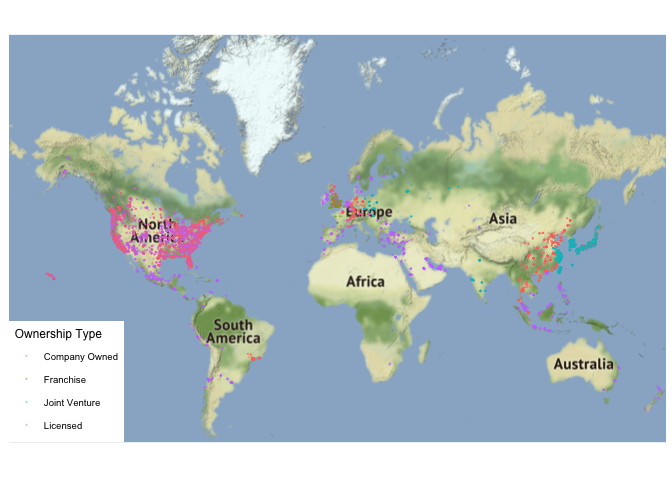 North
America
Europe
Asia
Africa
South
America
Australia
Ownership Type
Company Owned
Franchise
Joint Venture
Licensed